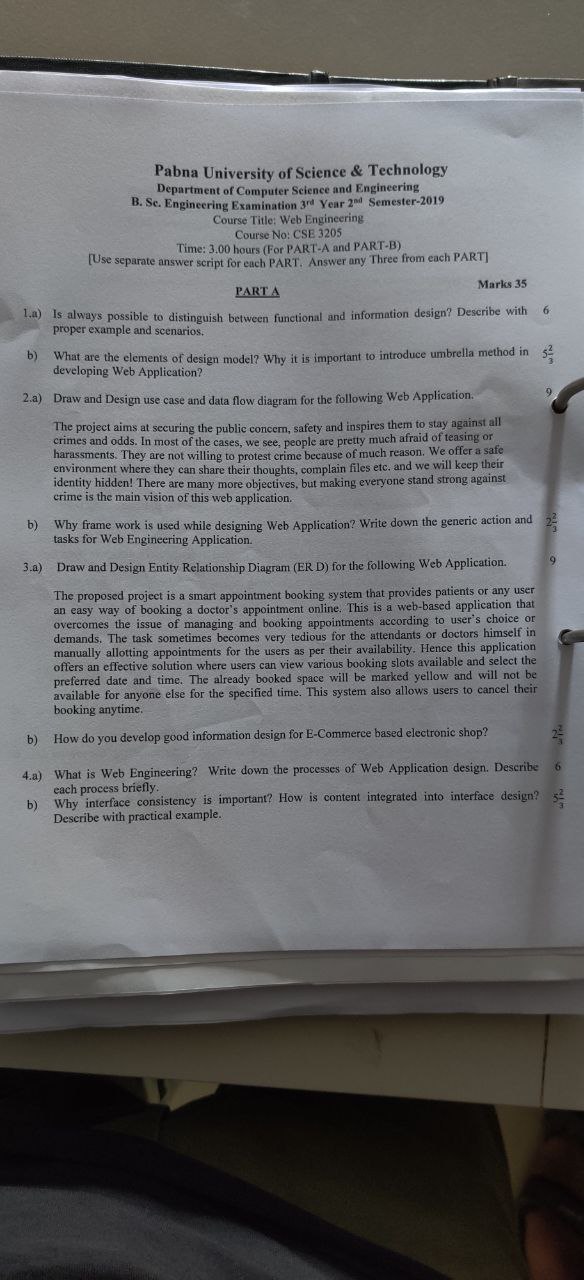 Pabna University of Science & Technology
Department of Computer Science and Engineering
B. Sc. Engineering Examination 3rd Year 2nd Semester-2019
Course Title: Web Engineering
Course No: CSE 3205
Time: 3.00 hours (For PART-A and PART-B)
[Use separate answer script for each PART. Answer any Three from each PART]
PART A Marks 35
1.a) Is always possible to distinguish between functional and information design? Describe with 6
proper example and scenarios.
b) What are the elements of design model? Why it is important to introduce umbrella method in 5 2/3
developing Web Application?
2.a) Draw and Design use case and data flow diagram for the following Web Application. 9
The project aims at securing the public concern, safety and inspires them to stay against all
crimes and odds. In most of the cases, we see, people are pretty much afraid of teasing or
harassments. They are not willing to protest crime because of much reason. We offer a safe
environment where they can share their thoughts, complain files etc. and we will keep their
identity hidden! There are many more objectives, but making everyone stand strong against
crime is the main vision of this web application.
b) Why frame work is used while designing Web Application? Write down the generic action and 2 2/3
tasks for Web Engineering Application.
3.a) Draw and Design Entity Relationship Diagram (ER D) for the following Web Application. 9
The proposed project is a smart appointment booking system that provides patients or any user
an easy way of booking a doctor's appointment online. This is a web-based application that
overcomes the issue of managing and booking appointments according to user's choice or
demands. The task sometimes becomes very tedious for the attendants or doctors himself in
manually allotting appointments for the users as per their availability. Hence this application
offers an effective solution where users can view various booking slots available and select the
preferred date and time. The already booked space will be marked yellow and will not be
available for anyone else for the specified time. This system also allows users to cancel their
booking anytime.
b) How do you develop good information design for E-Commerce based electronic shop? 2 2/3
4.a) What is Web Engineering? Write down the processes of Web Application design. Describe 6
each process briefly.
b) Why interface consistency is important? How is content integrated into interface design? 5 2/3
Describe with practical example.